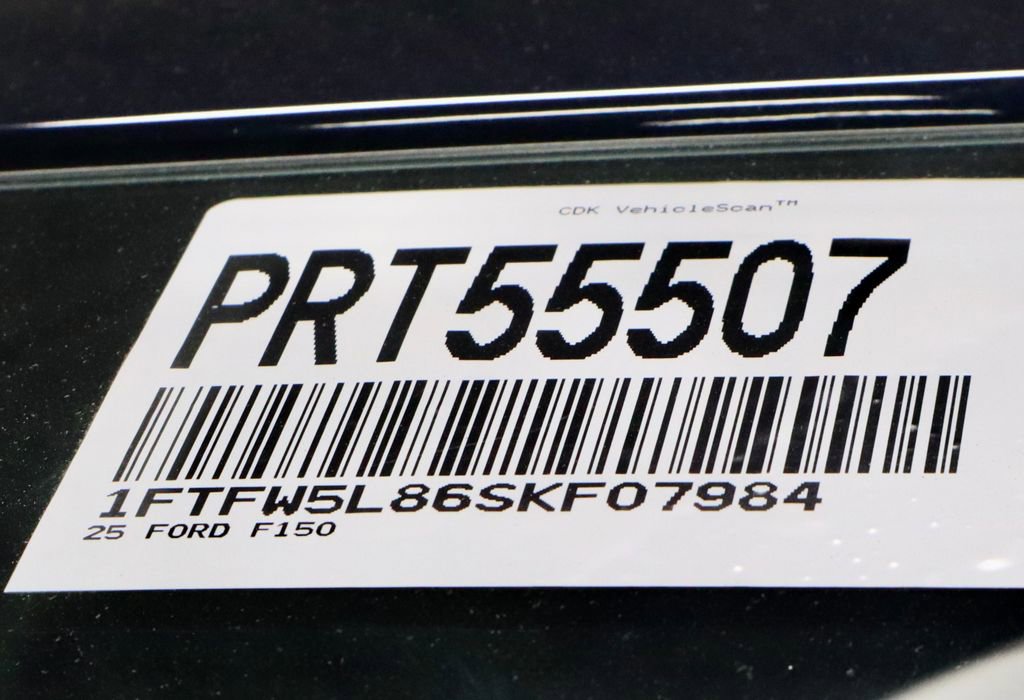 CDK VehicleScan™
PRT55507
1FTFW5L86SKF07984
25 FORD F150